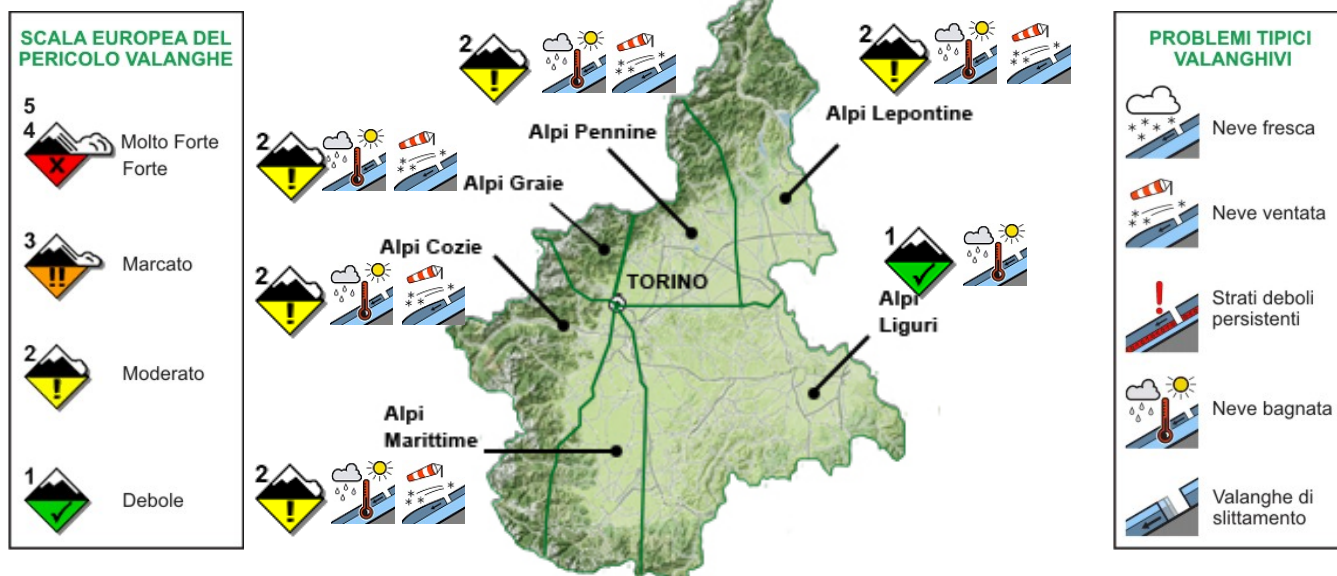 SCALA EUROPEA DEL
PERICOLO VALANGHE
5
4
Molto Forte
Forte
3
Marcato
2
Moderato
1
Debole
2
2
Alpi Lepontine
Alpi Pennine
2
Alpi Graie
1
Alpi Cozie
2
TORINO
Alpi
Liguri
Alpi
Marittime
2
PROBLEMI TIPICI
VALANGHIVI
Neve fresca
Neve ventata
Strati deboli
persistenti
Neve bagnata
Valanghe di
slittamento